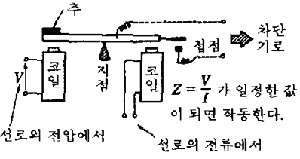 추
접점
차단
기로
V
코일
지점
코인
Z = V/I 가 일정한 값
이 되면 작동한다.
선로의 전압에서
선로의 전류에서